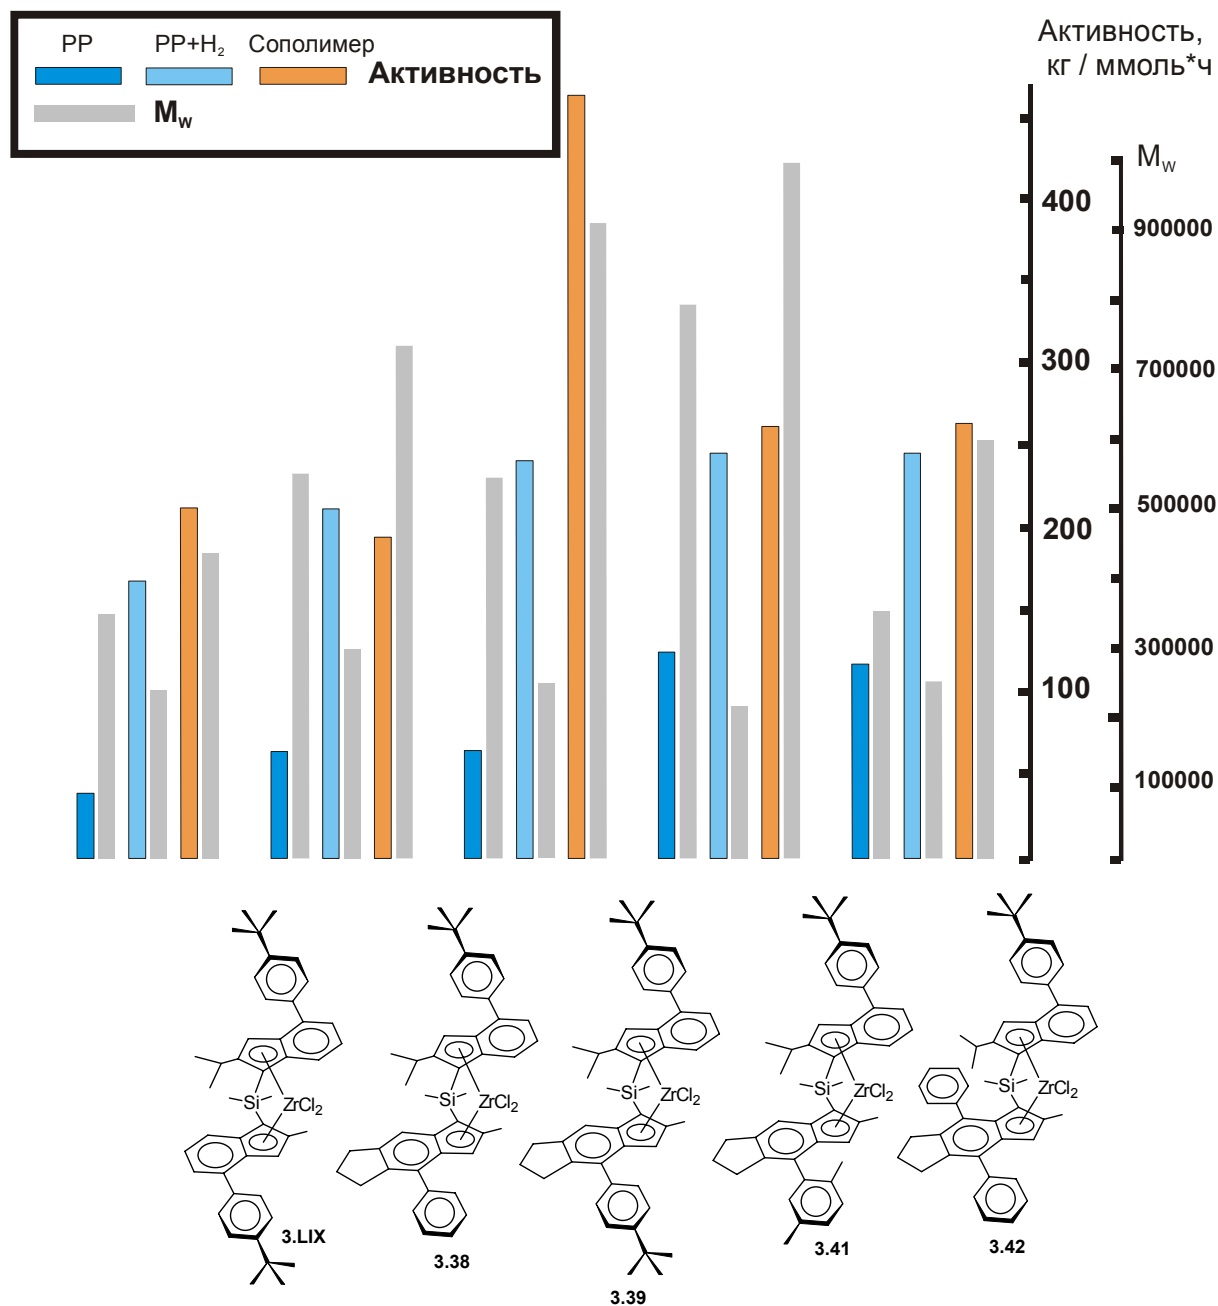 PP PP+H₂ Сополимер
Активность
Mw
Активность,
кг / ммоль*ч
Mw
400
900000
300
700000
200
500000
300000
100
100000
Si ZrCl₂
Si ZrCl₂
Si ZrCl₂
Si ZrCl₂
Si ZrCl₂
3.LIX
3.38
3.39
3.41
3.42